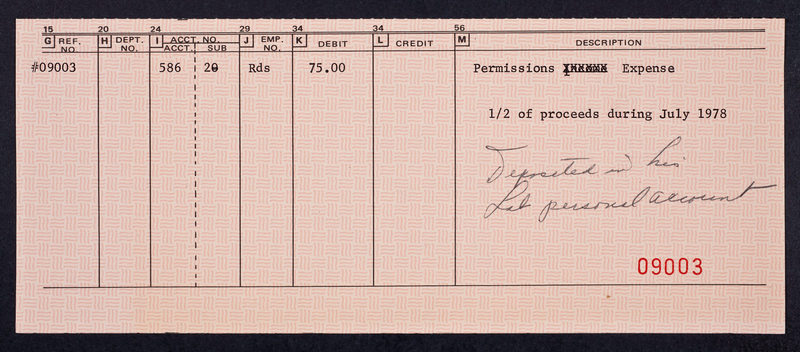 15 20 24 29 34 34 56
G REF. NO. H DEPT. NO. I ACCT. NO. ACCT. SUB J EMP. NO. K DEBIT L CREDIT M DESCRIPTION
#09003 586 20 Rds 75.00 Permissions Expense
1/2 of proceeds during July 1978
Deposited in his
Lab personal account
09003